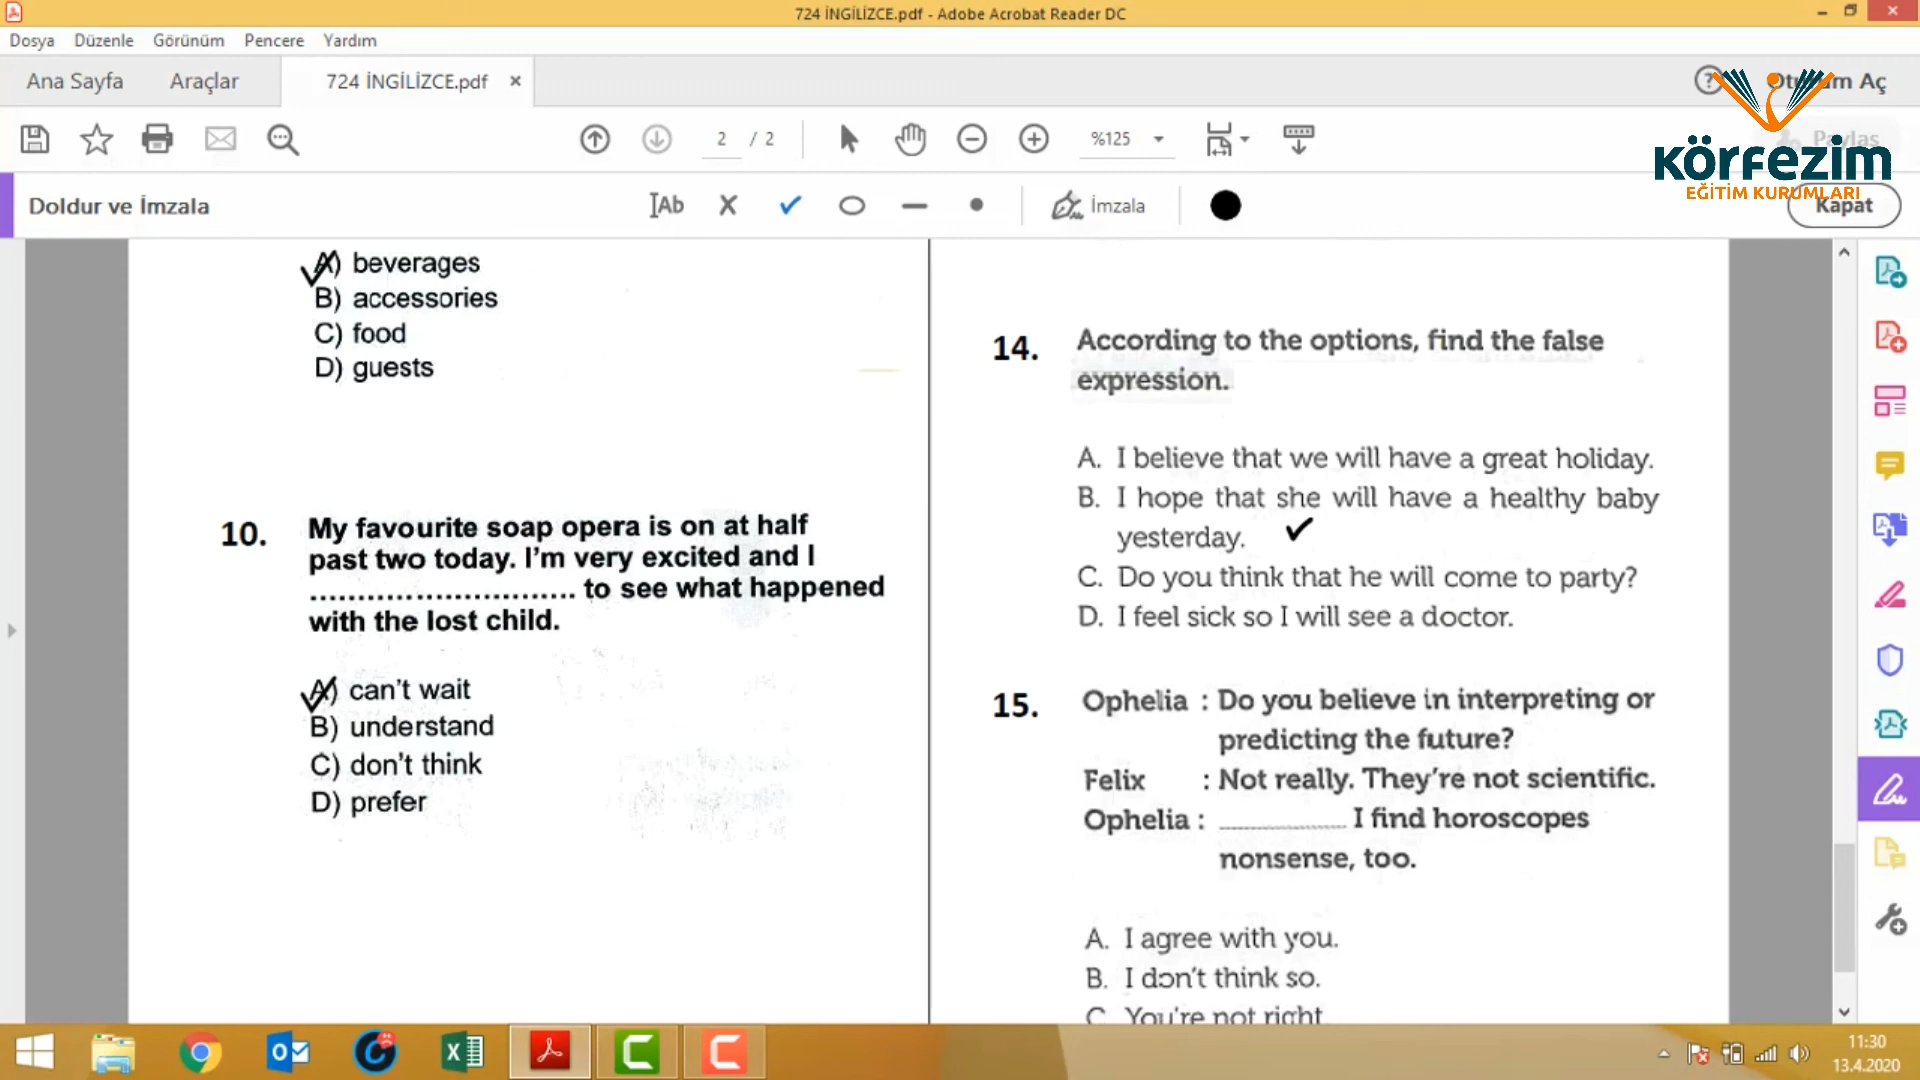 724 İNGİLİZCE.pdf - Adobe Acrobat Reader DC
Dosya Düzenle Görünüm Pencere Yardım
Ana Sayfa Araçlar 724 İNGİLİZCE.pdf
2 / 2 %125
körfezim
EĞİTİM KURUMLARI
Doldur ve İmzala
İmzala
Kapat
A) beverages
B) accessories
C) food
D) guests
10. My favourite soap opera is on at half
past two today. I'm very excited and I
........................... to see what happened
with the lost child.
A) can't wait
B) understand
C) don't think
D) prefer
14. According to the options, find the false
expression.
A. I believe that we will have a great holiday.
B. I hope that she will have a healthy baby
yesterday.
C. Do you think that he will come to party?
D. I feel sick so I will see a doctor.
15. Ophelia : Do you believe in interpreting or
predicting the future?
Felix : Not really. They're not scientific.
Ophelia : .................... I find horoscopes
nonsense, too.
A. I agree with you.
B. I don't think so.
C. You're not right
11:30
13.4.2020